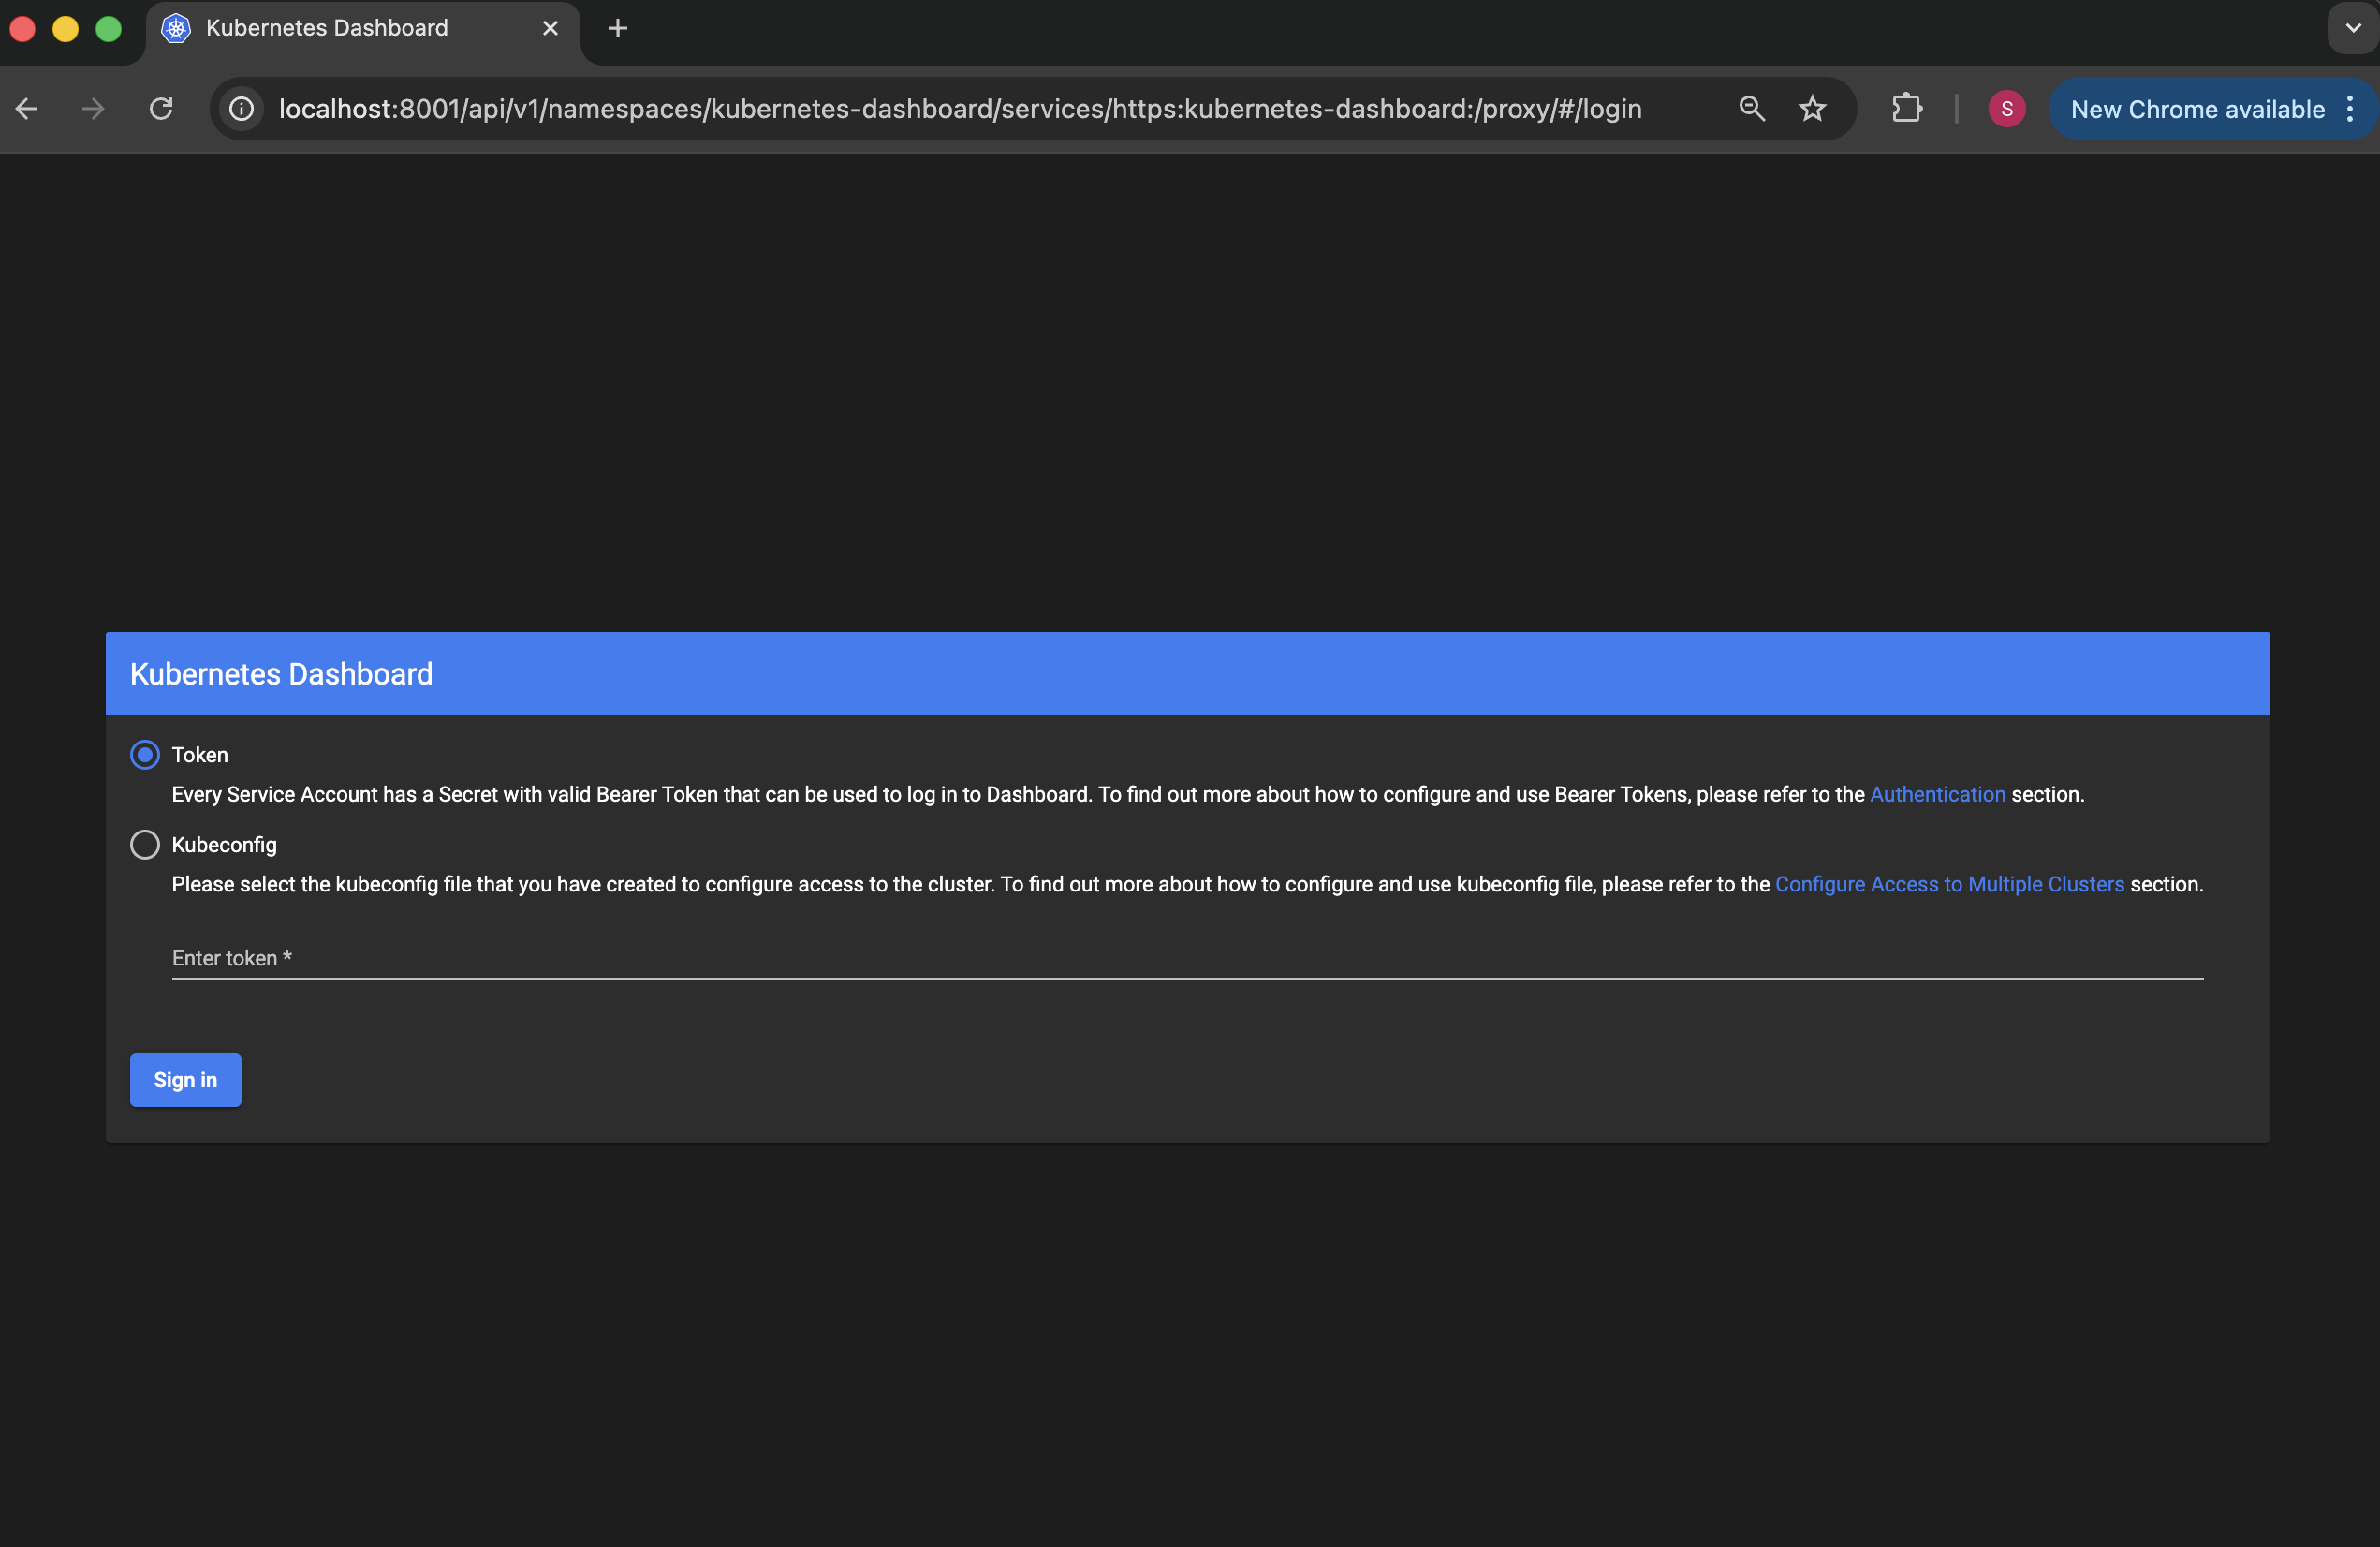 Kubernetes Dashboard
localhost:8001/api/v1/namespaces/kubernetes-dashboard/services/https:kubernetes-dashboard:/proxy/#/login
S
New Chrome available
Kubernetes Dashboard
Token
Every Service Account has a Secret with valid Bearer Token that can be used to log in to Dashboard. To find out more about how to configure and use Bearer Tokens, please refer to the Authentication section.
Kubeconfig
Please select the kubeconfig file that you have created to configure access to the cluster. To find out more about how to configure and use kubeconfig file, please refer to the Configure Access to Multiple Clusters section.
Enter token *
Sign in